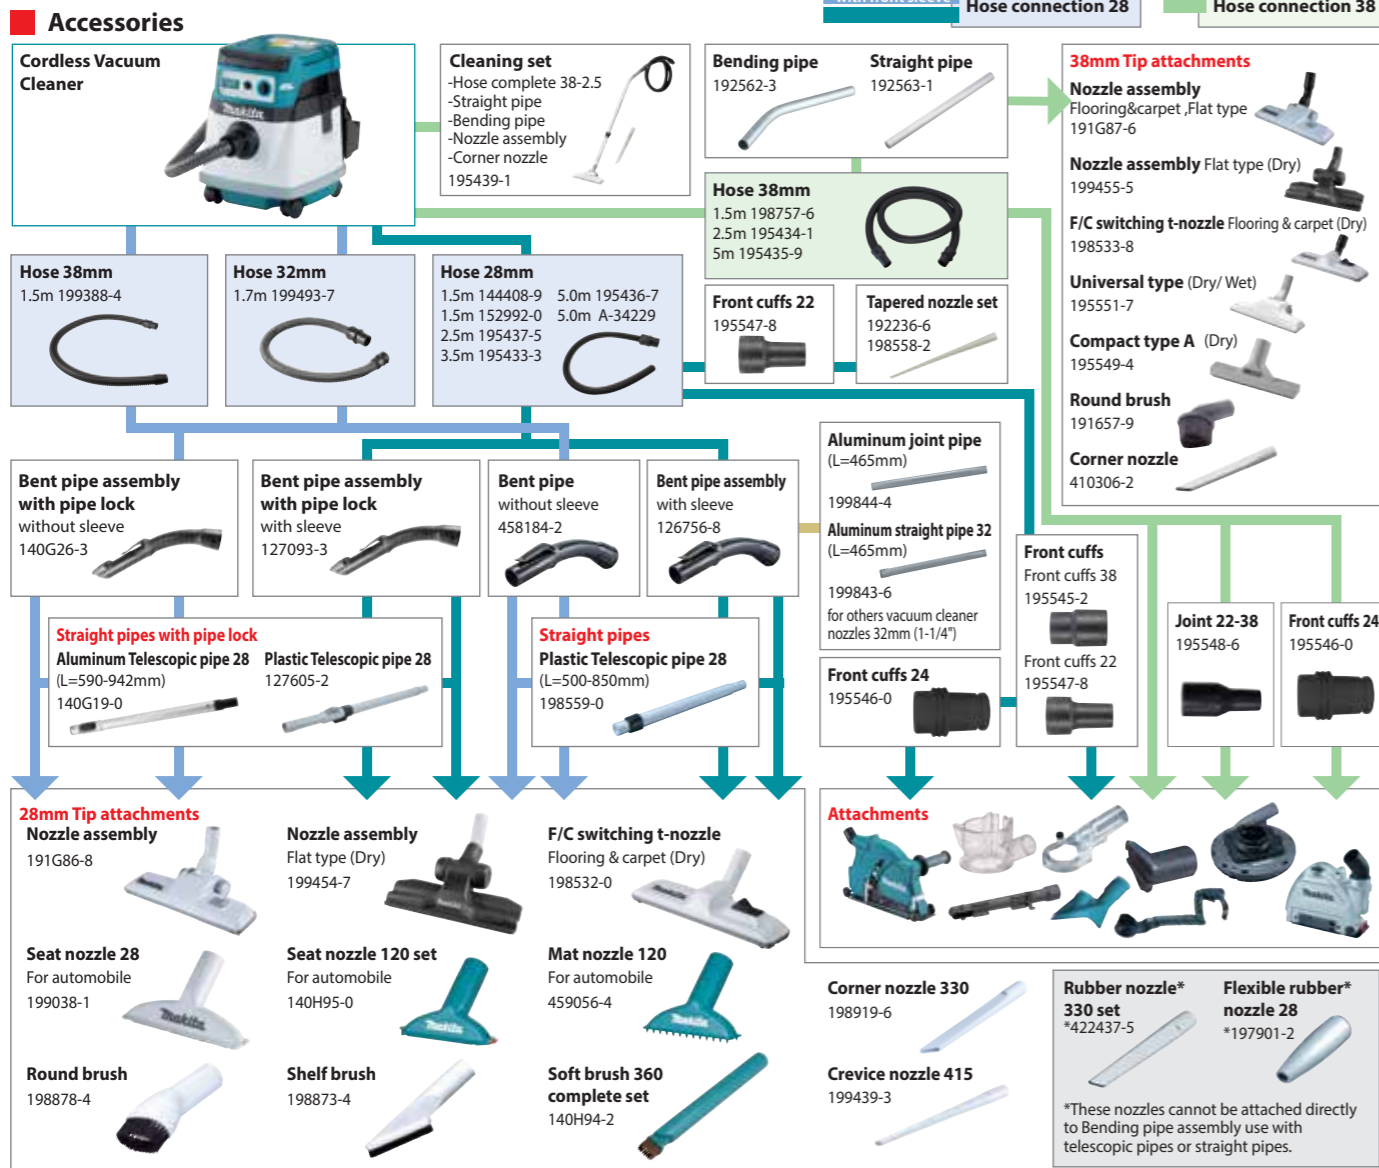 with front sleeve
Hose connection 28
Hose connection 38
Accessories
Cordless Vacuum
Cleaner
Makita
Cleaning set
-Hose complete 38-2.5
-Straight pipe
-Bending pipe
-Nozzle assembly
-Corner nozzle
195439-1
Bending pipe
192562-3
Straight pipe
192563-1
38mm Tip attachments
Nozzle assembly
Flooring&carpet ,Flat type
191G87-6
Nozzle assembly Flat type (Dry)
199455-5
F/C switching t-nozzle Flooring & carpet (Dry)
198533-8
Universal type (Dry/ Wet)
195551-7
Compact type A (Dry)
195549-4
Round brush
191657-9
Corner nozzle
410306-2
Hose 38mm
1.5m 198757-6
2.5m 195434-1
5m 195435-9
Hose 38mm
1.5m 199388-4
Hose 32mm
1.7m 199493-7
Hose 28mm
1.5m 144408-9 5.0m 195436-7
1.5m 152992-0 5.0m A-34229
2.5m 195437-5
3.5m 195433-3
Front cuffs 22
195547-8
Tapered nozzle set
192236-6
198558-2
Bent pipe assembly
with pipe lock
without sleeve
140G26-3
Bent pipe assembly
with pipe lock
with sleeve
127093-3
Bent pipe
without sleeve
458184-2
Bent pipe assembly
with sleeve
126756-8
Aluminum joint pipe
(L=465mm)
199844-4
Aluminum straight pipe 32
(L=465mm)
199843-6
for others vacuum cleaner
nozzles 32mm (1-1/4")
Front cuffs
Front cuffs 38
195545-2
Front cuffs 22
195547-8
Joint 22-38
195548-6
Front cuffs 24
195546-0
Straight pipes with pipe lock
Aluminum Telescopic pipe 28
(L=590-942mm)
140G19-0
Plastic Telescopic pipe 28
127605-2
Straight pipes
Plastic Telescopic pipe 28
(L=500-850mm)
198559-0
Front cuffs 24
195546-0
28mm Tip attachments
Nozzle assembly
191G86-8
Nozzle assembly
Flat type (Dry)
199454-7
F/C switching t-nozzle
Flooring & carpet (Dry)
198532-0
Seat nozzle 28
For automobile
199038-1
Makita
Seat nozzle 120 set
For automobile
140H95-0
Makita
Mat nozzle 120
For automobile
459056-4
Makita
Round brush
198878-4
Shelf brush
198873-4
Soft brush 360
complete set
140H94-2
Attachments
Corner nozzle 330
198919-6
Crevice nozzle 415
199439-3
Rubber nozzle*
330 set
*422437-5
Flexible rubber*
nozzle 28
*197901-2
*These nozzles cannot be attached directly
to Bending pipe assembly use with
telescopic pipes or straight pipes.